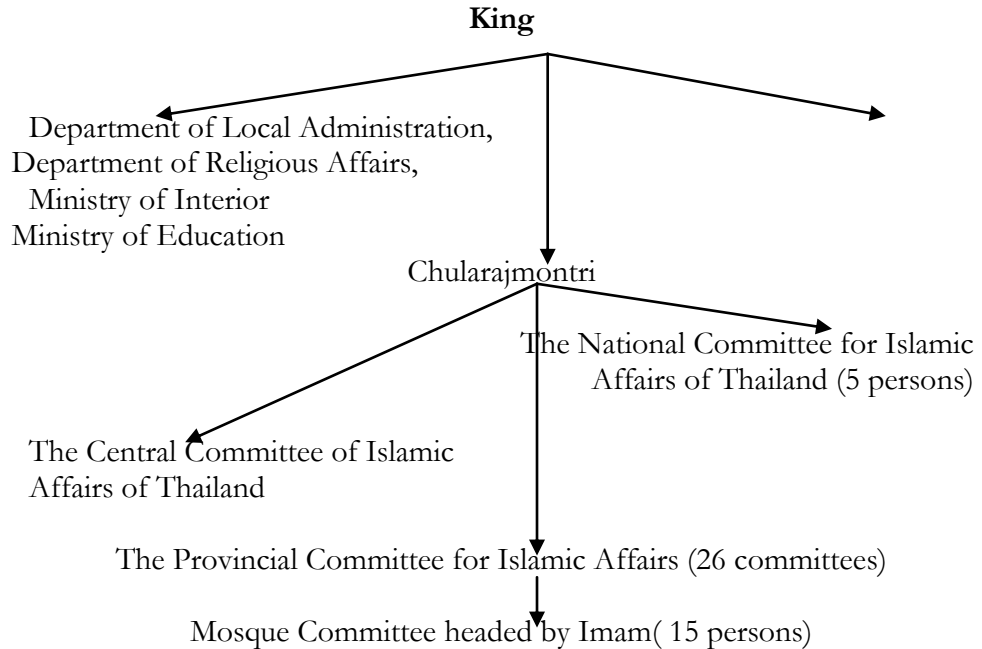 King
Department of Local Administration,
Department of Religious Affairs,
Ministry of Interior
Ministry of Education
Chularajmontri
The National Committee for Islamic
Affairs of Thailand (5 persons)
The Central Committee of Islamic
Affairs of Thailand
The Provincial Committee for Islamic Affairs (26 committees)
Mosque Committee headed by Imam( 15 persons)